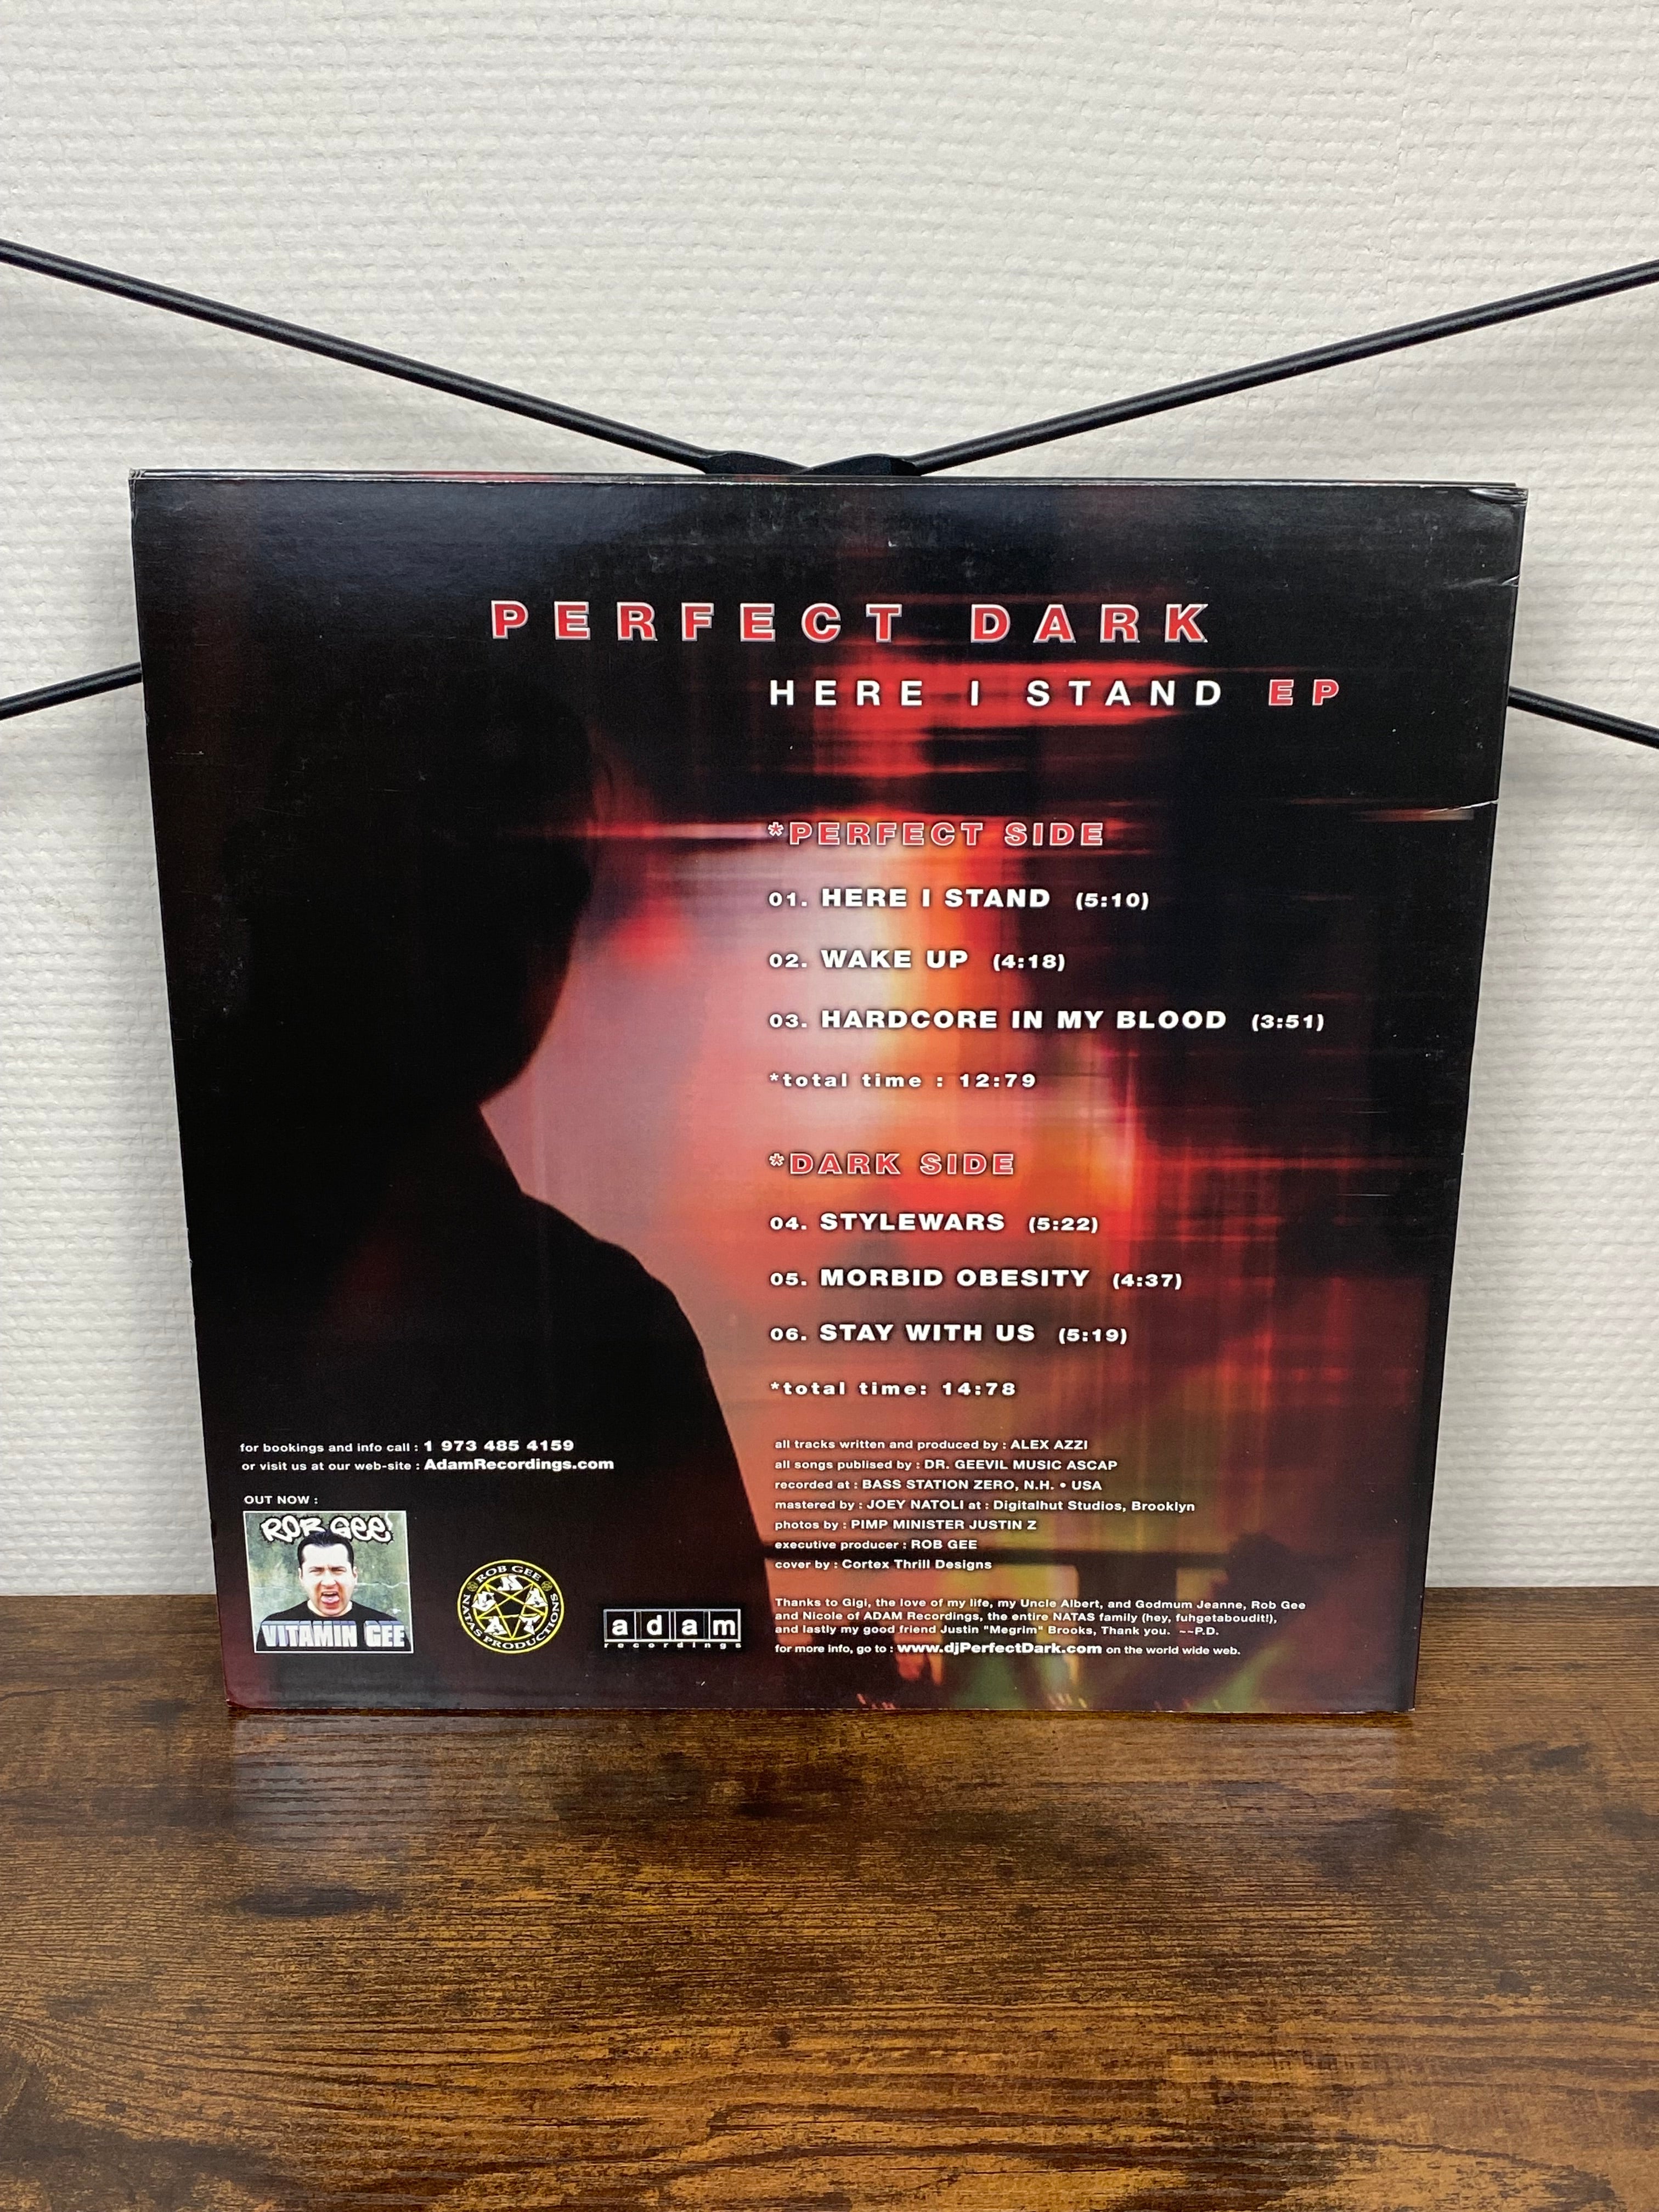 PERFECT DARK
HERE I STAND EP
*PERFECT SIDE
01. HERE I STAND (5:10)
02. WAKE UP (4:18)
03. HARDCORE IN MY BLOOD (3:51)
*total time : 12:79
*DARK SIDE
04. STYLEWARS (5:22)
05. MORBID OBESITY (4:37)
06. STAY WITH US (5:19)
*total time: 14:78
for bookings and info call : 1 973 485 4159
or visit us at our web-site : AdamRecordings.com
OUT NOW :
ROB GEE
VITAMIN GEE
ROB GEE
NATAS PRODUCTIONS
adam
recordings
all tracks written and produced by : ALEX AZZI
all songs publised by : DR. GEEVIL MUSIC ASCAP
recorded at : BASS STATION ZERO, N.H. • USA
mastered by : JOEY NATOLI at : Digitalhut Studios, Brooklyn
photos by : PIMP MINISTER JUSTIN Z
executive producer : ROB GEE
cover by : Cortex Thrill Designs
Thanks to Gigi, the love of my life, my Uncle Albert, and Godmum Jeanne, Rob Gee
and Nicole of ADAM Recordings, the entire NATAS family (hey, fuhgetaboudit!),
and lastly my good friend Justin "Megrim" Brooks, Thank you. ~~P.D.
for more info, go to : www.djPerfectDark.com on the world wide web.